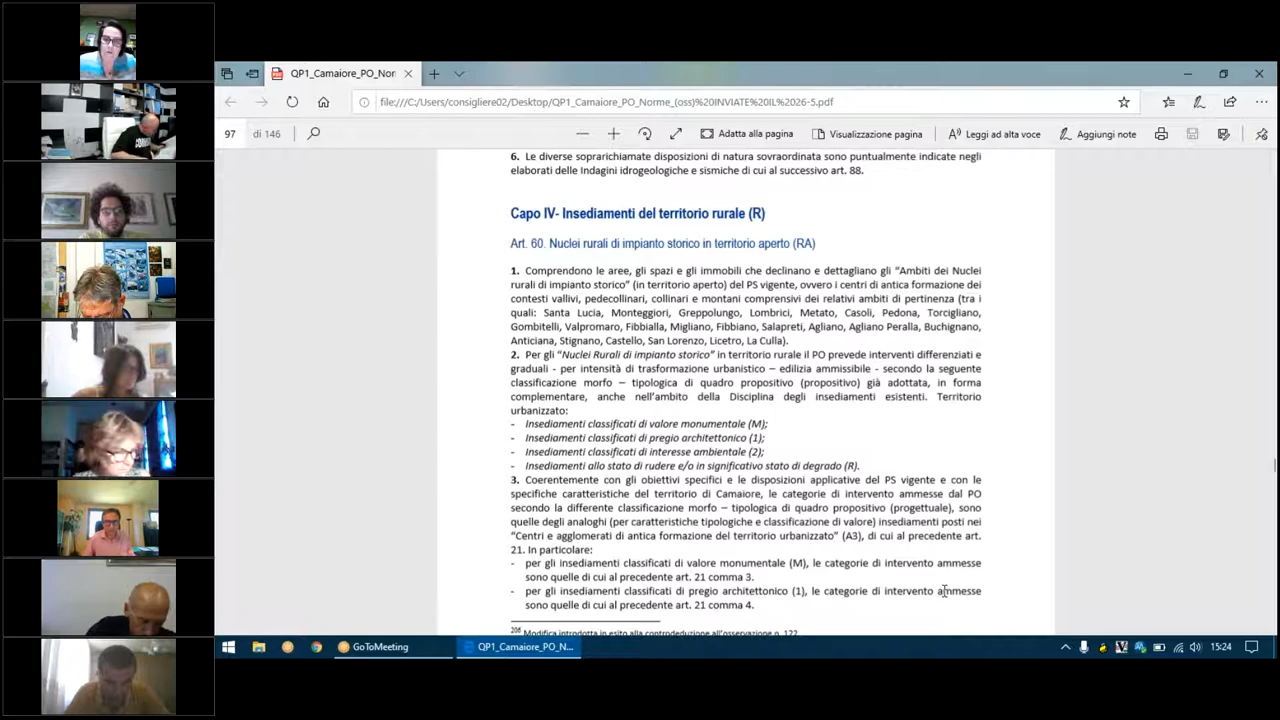 QP1_Camaiore_PO_Norr
file:///C:/Users/consigliere02/Desktop/QP1_Camaiore_PO_Norme_(oss)%20INVIATE%20IL%2026-5.pdf
97 di 146
Adatta alla pagina
Visualizzazione pagina
Leggi ad alta voce
Aggiungi note
6. Le diverse soprarichiamate disposizioni di natura sovraordinata sono puntualmente indicate negli
elaborati delle Indagini idrogeologiche e sismiche di cui al successivo art. 88.
Capo IV- Insediamenti del territorio rurale (R)
Art. 60. Nuclei rurali di impianto storico in territorio aperto (RA)
1. Comprendono le aree, gli spazi e gli immobili che declinano e dettagliano gli “Ambiti dei Nuclei
rurali di impianto storico” (in territorio aperto) del PS vigente, ovvero i centri di antica formazione dei
contesti vallivi, pedecollinari, collinari e montani comprensivi dei relativi ambiti di pertinenza (tra i
quali: Santa Lucia, Monteggiori, Greppolungo, Lombrici, Metato, Casoli, Pedona, Torcigliano,
Gombitelli, Valpromaro, Fibbialla, Migliano, Fibbiano, Salapreti, Agliano, Agliano Peralla, Buchignano,
Anticiana, Stignano, Castello, San Lorenzo, Licetro, La Culla).
2. Per gli “Nuclei Rurali di impianto storico” in territorio rurale il PO prevede interventi differenziati e
graduali - per intensità di trasformazione urbanistico – edilizia ammissibile - secondo la seguente
classificazione morfo – tipologica di quadro propositivo (propositivo) già adottata, in forma
complementare, anche nell’ambito della Disciplina degli insediamenti esistenti. Territorio
urbanizzato:
- Insediamenti classificati di valore monumentale (M);
- Insediamenti classificati di pregio architettonico (1);
- Insediamenti classificati di interesse ambientale (2);
- Insediamenti allo stato di rudere e/o in significativo stato di degrado (R).
3. Coerentemente con gli obiettivi specifici e le disposizioni applicative del PS vigente e con le
specifiche caratteristiche del territorio di Camaiore, le categorie di intervento ammesse dal PO
secondo la differente classificazione morfo – tipologica di quadro propositivo (progettuale), sono
quelle degli analoghi (per caratteristiche tipologiche e classificazione di valore) insediamenti posti nei
“Centri e agglomerati di antica formazione del territorio urbanizzato” (A3), di cui al precedente art.
21. In particolare:
- per gli insediamenti classificati di valore monumentale (M), le categorie di intervento ammesse
sono quelle di cui al precedente art. 21 comma 3.
- per gli insediamenti classificati di pregio architettonico (1), le categorie di intervento ammesse
sono quelle di cui al precedente art. 21 comma 4.
Modifica introdotta in esito alla controdeduzione all'osservazione n. 122
GoToMeeting
QP1_Camaiore_PO_N...
15:24